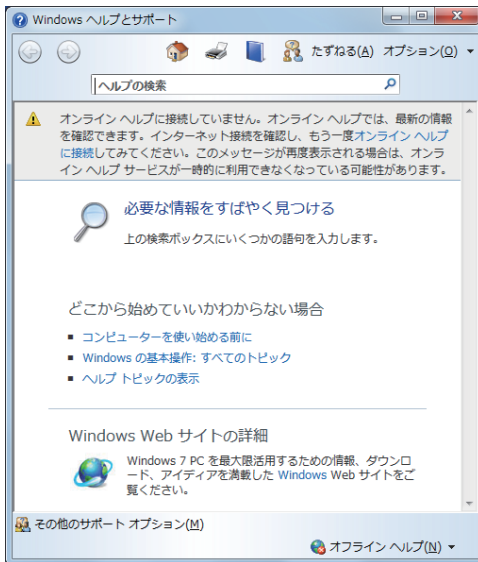 Windows ヘルプとサポート
たずねる(A) オプション(O)
ヘルプの検索
オンライン ヘルプに接続していません。オンライン ヘルプでは、最新の情報
を確認できます。インターネット接続を確認し、もう一度オンライン ヘルプ
に接続してみてください。このメッセージが再度表示される場合は、オンラ
イン ヘルプ サービスが一時的に利用できなくなっている可能性があります。
必要な情報をすばやく見つける
上の検索ボックスにいくつかの語句を入力します。
どこから始めていいかわからない場合
コンピューターを使い始める前に
Windows の基本操作: すべてのトピック
ヘルプ トピックの表示
Windows Web サイトの詳細
Windows 7 PC を最大限活用するための情報、ダウンロ
ード、アイディアを満載した Windows Web サイトをご
覧ください。
その他のサポート オプション(M)
オフライン ヘルプ(N)